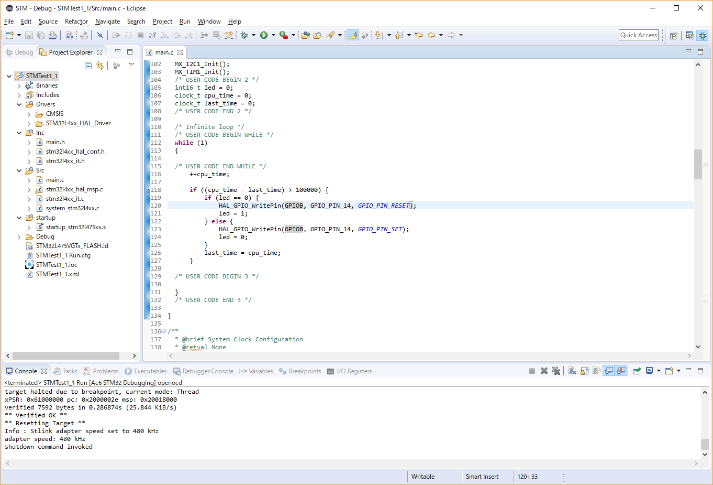 STM - Debug - STMTest1_1/Src/main.c - Eclipse
File Edit Source Refactor Navigate Search Project Run Window Help
Quick Access
Debug Project Explorer
STMTest1_1
Binaries
Includes
Drivers
CMSIS
STM32L4xx_HAL_Driver
Inc
main.h
stm32l4xx_hal_conf.h
stm32l4xx_it.h
Src
main.c
stm32l4xx_hal_msp.c
stm32l4xx_it.c
system_stm32l4xx.c
startup
startup_stm32l475xx.s
Debug
STM32L475VGTx_FLASH.ld
STMTest1_1 Run.cfg
STMTest1_1.ioc
STMTest1_1.xml
main.c
102 MX_I2C1_Init();
103 MX_TIM1_Init();
104 /* USER CODE BEGIN 2 */
105 int16_t led = 0;
106 clock_t cpu_time = 0;
107 clock_t last_time = 0;
108 /* USER CODE END 2 */
109
110 /* Infinite loop */
111 /* USER CODE BEGIN WHILE */
112 while (1)
113 {
114
115 /* USER CODE END WHILE */
116 ++cpu_time;
117
118 if ((cpu_time - last_time) > 100000) {
119 if (led == 0) {
120 HAL_GPIO_WritePin(GPIOB, GPIO_PIN_14, GPIO_PIN_RESET);
121 led = 1;
122 } else {
123 HAL_GPIO_WritePin(GPIOB, GPIO_PIN_14, GPIO_PIN_SET);
124 led = 0;
125 }
126 last_time = cpu_time;
127 }
128
129 /* USER CODE BEGIN 3 */
130
131 }
132 /* USER CODE END 3 */
133
134 }
135
136 /**
137 * @brief System Clock Configuration
138 * @retval None
Console Tasks Problems Executables Debugger Console Variables Breakpoints I/O Registers
<terminated> STMTest1_1 Run [Ac6 STM32 Debugging] openocd
target halted due to breakpoint, current mode: Thread
xPSR: 0x61000000 pc: 0x2000002e msp: 0x20018000
verified 7592 bytes in 0.286874s (25.844 KiB/s)
** Verified OK **
** Resetting Target **
Info : Stlink adapter speed set to 480 kHz
adapter speed: 480 kHz
shutdown command invoked
Writable Smart Insert 120 : 33